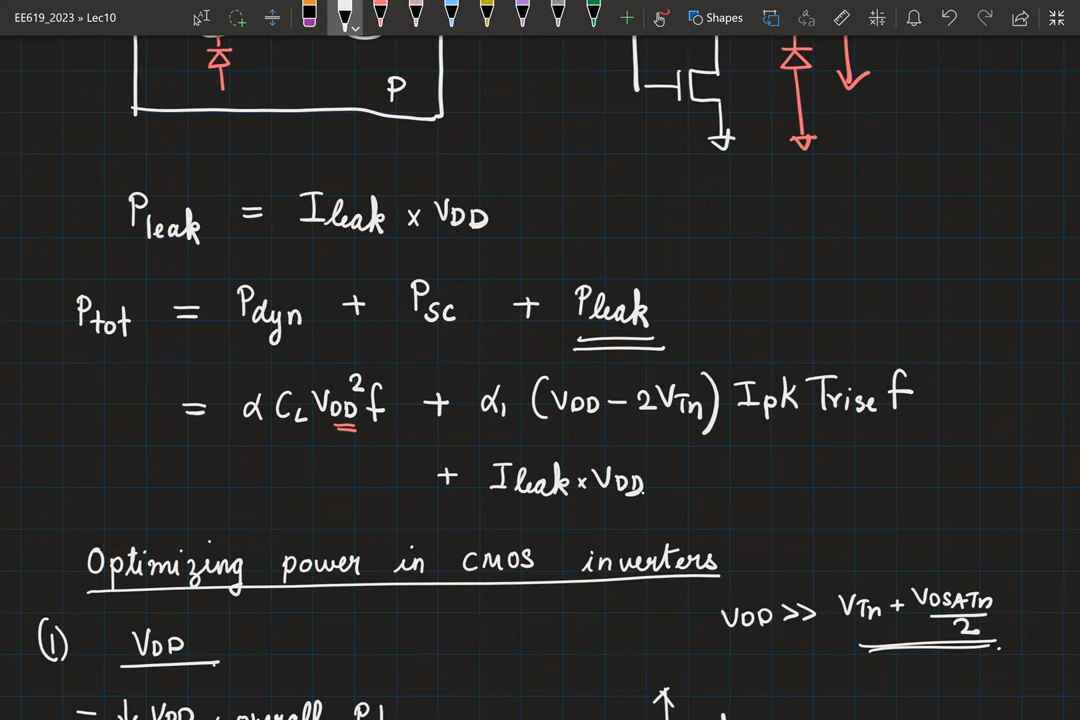 EE619_2023 » Lec10
Shapes
P
Pleak = Ileak × VDD
Ptot = Pdyn + Psc + Pleak
= α CL VDD² f + α1 (VDD − 2VTn) Ipk Trise f
+ Ileak × VDD
Optimizing power in CMOS inverters
VDD >> VTn + VDSATn/2
(1) VDD